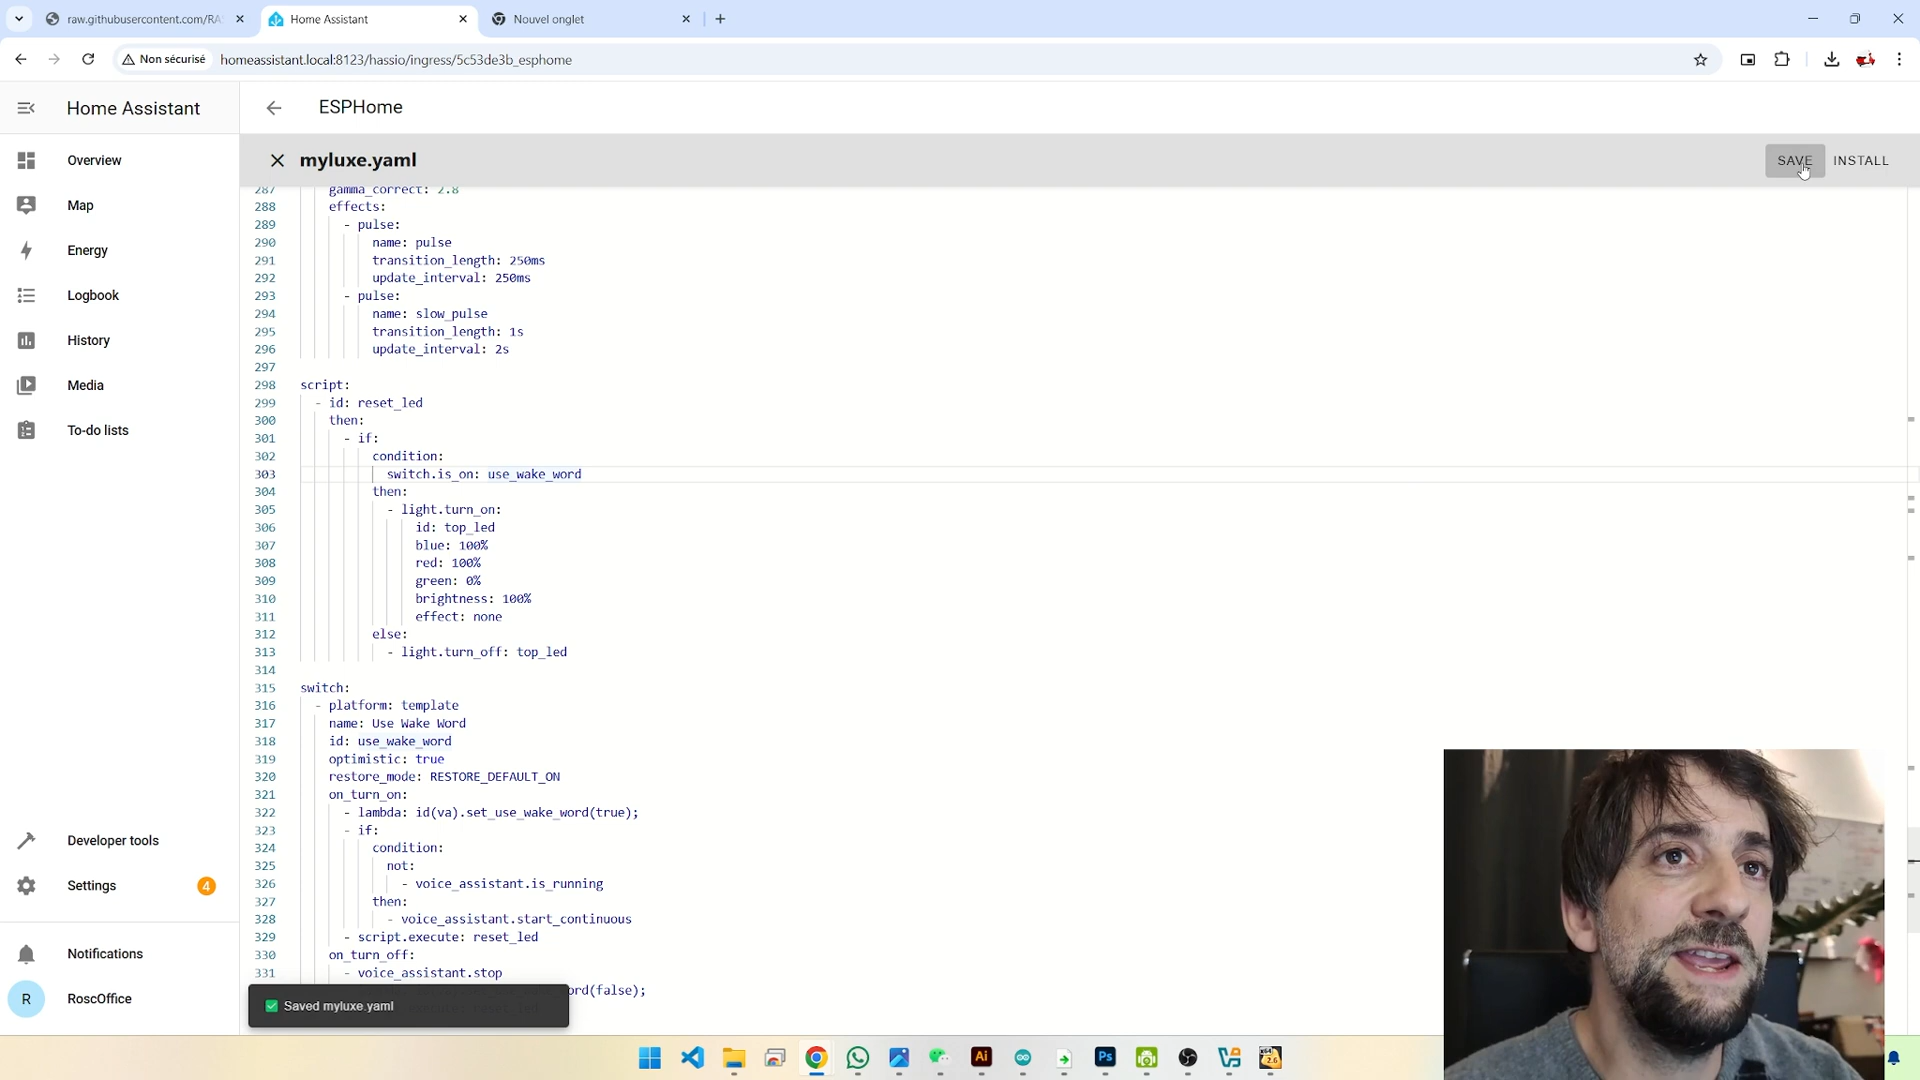 raw.githubusercontent.com/RA
Home Assistant
Nouvel onglet
Non sécurisé
homeassistant.local:8123/hassio/ingress/5c53de3b_esphome
Home Assistant
ESPHome
myluxe.yaml
SAVE
INSTALL
Overview
Map
Energy
Logbook
History
Media
To-do lists
Developer tools
Settings
4
Notifications
R
RoscOffice
287 gamma_correct: 2.8
288 effects:
289 - pulse:
290 name: pulse
291 transition_length: 250ms
292 update_interval: 250ms
293 - pulse:
294 name: slow_pulse
295 transition_length: 1s
296 update_interval: 2s
297
298 script:
299 - id: reset_led
300 then:
301 - if:
302 condition:
303 switch.is_on: use_wake_word
304 then:
305 - light.turn_on:
306 id: top_led
307 blue: 100%
308 red: 100%
309 green: 0%
310 brightness: 100%
311 effect: none
312 else:
313 - light.turn_off: top_led
314
315 switch:
316 - platform: template
317 name: Use Wake Word
318 id: use_wake_word
319 optimistic: true
320 restore_mode: RESTORE_DEFAULT_ON
321 on_turn_on:
322 - lambda: id(va).set_use_wake_word(true);
323 - if:
324 condition:
325 not:
326 - voice_assistant.is_running
327 then:
328 - voice_assistant.start_continuous
329 - script.execute: reset_led
330 on_turn_off:
331 - voice_assistant.stop
ord(false);
Saved myluxe.yaml
Ai
Ps